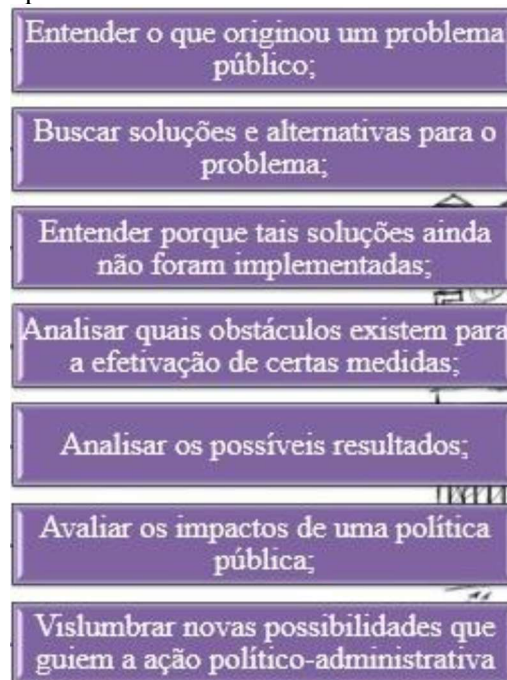 Entender o que originou um problema
público;
Buscar soluções e alternativas para o
problema;
Entender porque tais soluções ainda
não foram implementadas;
Analisar quais obstáculos existem para
a efetivação de certas medidas;
Analisar os possíveis resultados;
Avaliar os impactos de uma política
pública;
Vislumbrar novas possibilidades que
guiem a ação político-administrativa